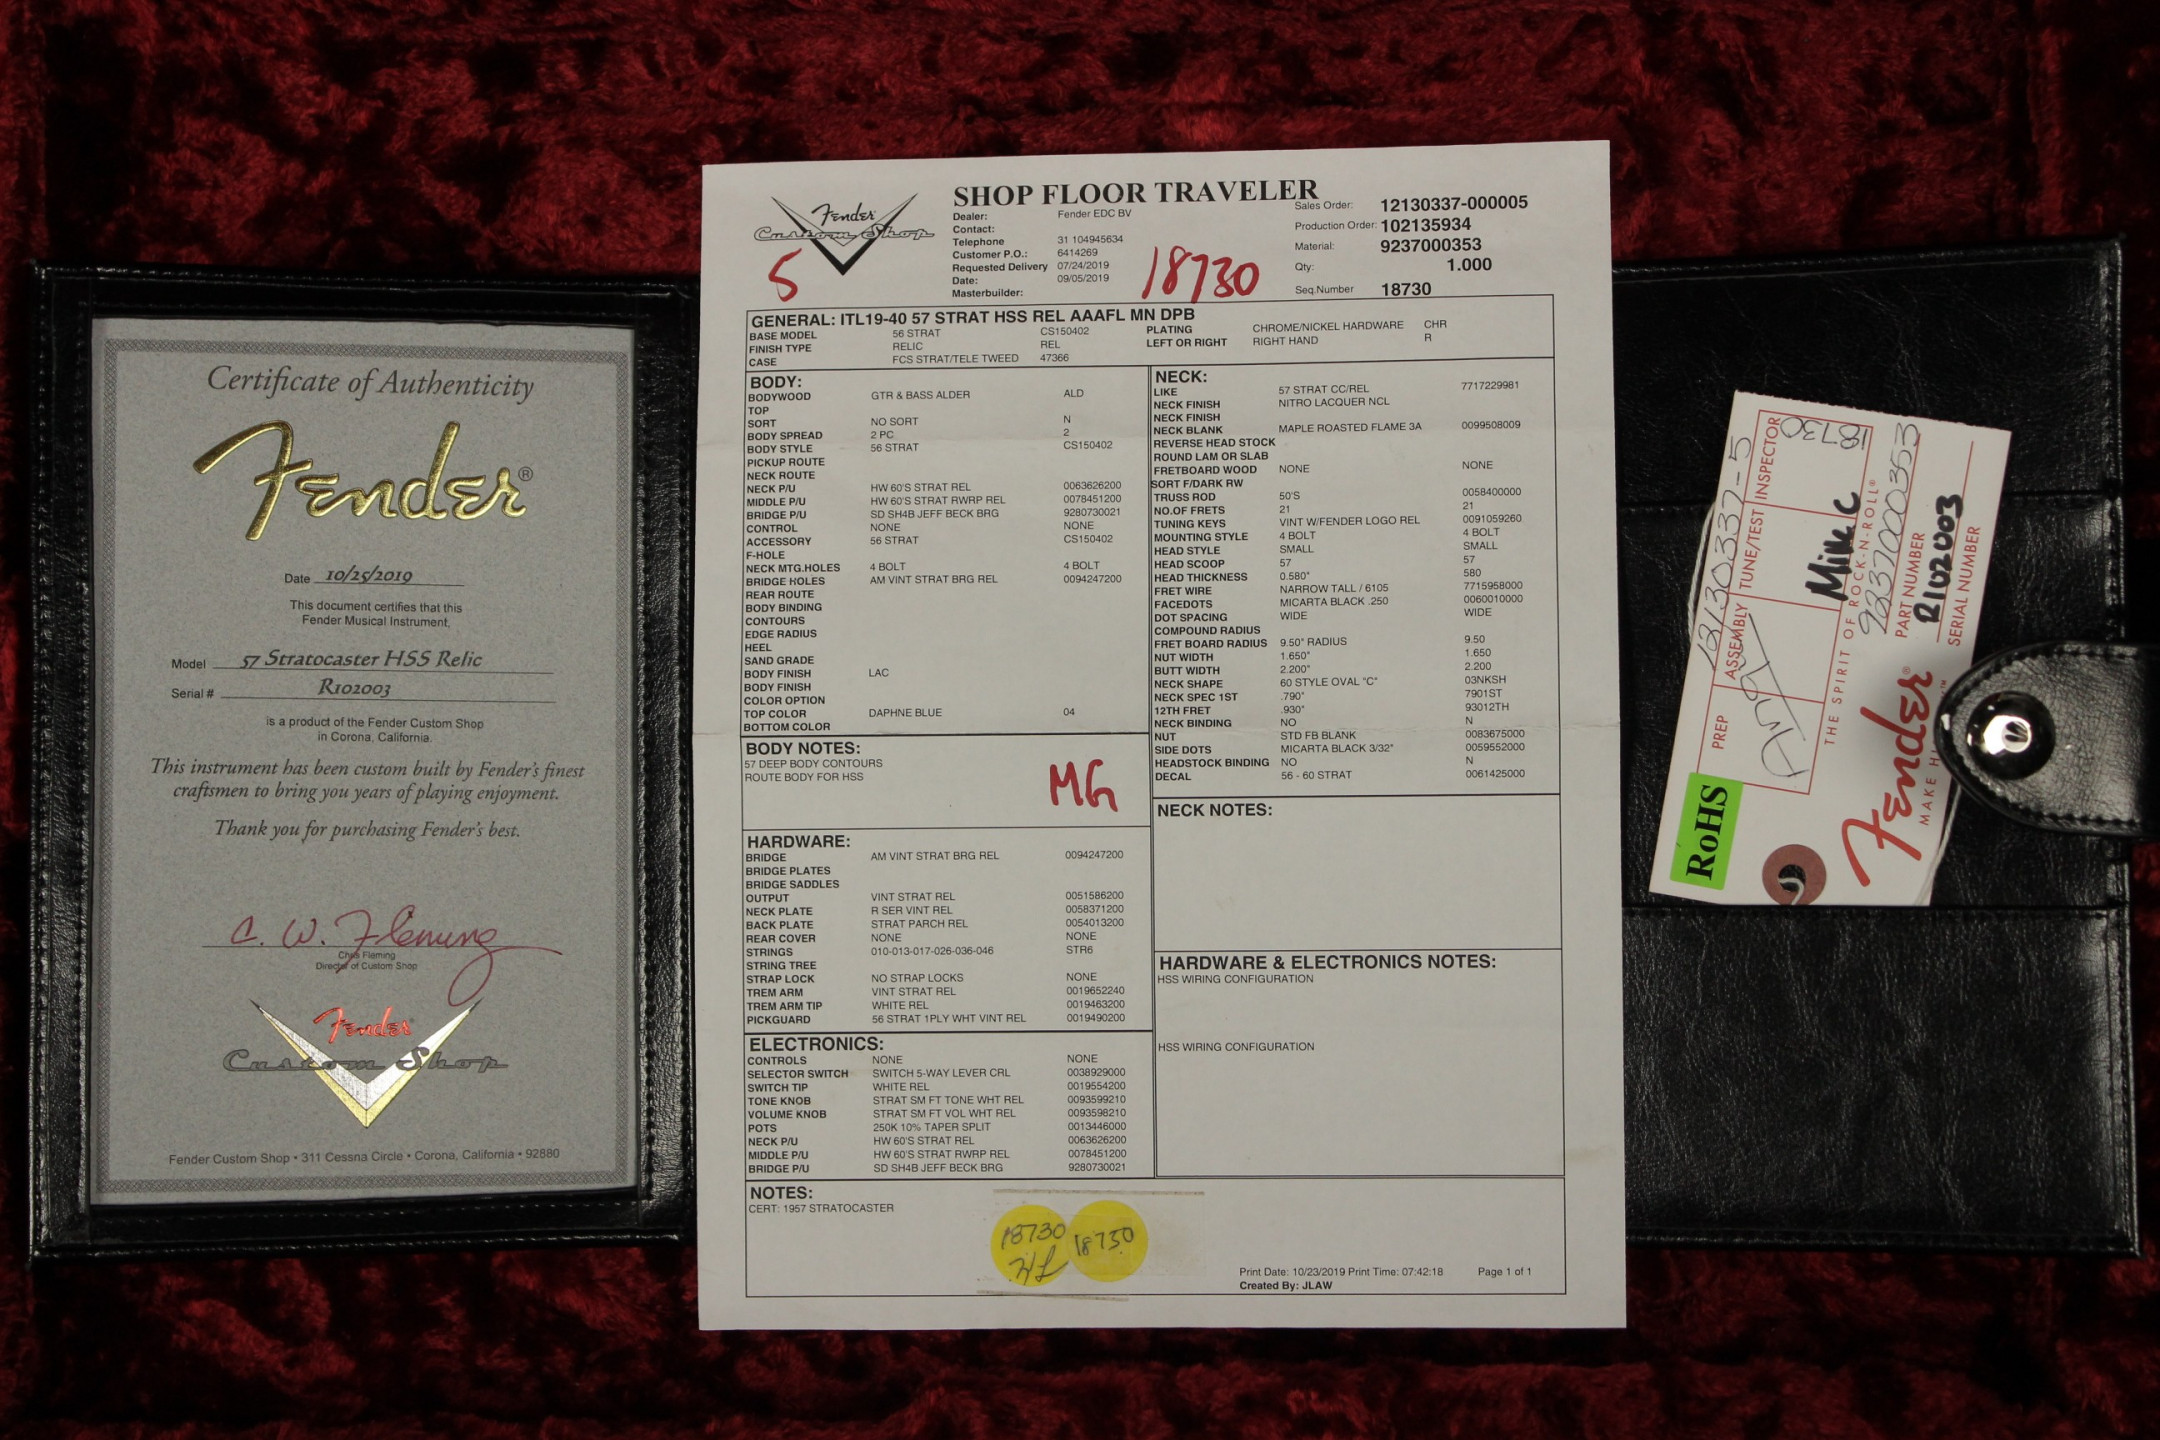 Certificate of Authenticity
Fender®
Date 10/25/2019
This document certifies that this
Fender Musical Instrument,
Model 57 Stratocaster HSS Relic
Serial # R102003
is a product of the Fender Custom Shop
in Corona, California.
This instrument has been custom built by Fender's finest
craftsmen to bring you years of playing enjoyment.
Thank you for purchasing Fender's best.
C. W. Fleming
Chris Fleming
Director of Custom Shop
Fender
Custom Shop
Fender Custom Shop • 311 Cessna Circle • Corona, California • 92880
Fender
Custom Shop
5
SHOP FLOOR TRAVELER
Dealer: Fender EDC BV
Contact:
Telephone 31 104945634
Customer P.O.: 6414269
Requested Delivery 07/24/2019
Date: 09/05/2019
Masterbuilder:
18730
Sales Order: 12130337-000005
Production Order: 102135934
Material: 9237000353
Qty: 1.000
Seq.Number 18730
GENERAL: ITL19-40 57 STRAT HSS REL AAAFL MN DPB
BASE MODEL 56 STRAT CS150402 PLATING CHROME/NICKEL HARDWARE CHR
FINISH TYPE RELIC REL LEFT OR RIGHT RIGHT HAND R
CASE FCS STRAT/TELE TWEED 47366
BODY:
BODYWOOD GTR & BASS ALDER ALD
TOP
SORT NO SORT N
BODY SPREAD 2 PC 2
BODY STYLE 56 STRAT CS150402
PICKUP ROUTE
NECK ROUTE
NECK P/U HW 60'S STRAT REL 0063626200
MIDDLE P/U HW 60'S STRAT RWRP REL 0078451200
BRIDGE P/U SD SH4B JEFF BECK BRG 9280730021
CONTROL NONE NONE
ACCESSORY 56 STRAT CS150402
F-HOLE
NECK MTG.HOLES 4 BOLT 4 BOLT
BRIDGE HOLES AM VINT STRAT BRG REL 0094247200
REAR ROUTE
BODY BINDING
CONTOURS
EDGE RADIUS
HEEL
SAND GRADE
BODY FINISH LAC
BODY FINISH
COLOR OPTION
TOP COLOR DAPHNE BLUE 04
BOTTOM COLOR
BODY NOTES:
57 DEEP BODY CONTOURS
ROUTE BODY FOR HSS
MG
HARDWARE:
BRIDGE AM VINT STRAT BRG REL 0094247200
BRIDGE PLATES
BRIDGE SADDLES
OUTPUT VINT STRAT REL 0051586200
NECK PLATE R SER VINT REL 0058371200
BACK PLATE STRAT PARCH REL 0054013200
REAR COVER NONE NONE
STRINGS 010-013-017-026-036-046 STR6
STRING TREE
STRAP LOCK NO STRAP LOCKS NONE
TREM ARM VINT STRAT REL 0019652240
TREM ARM TIP WHITE REL 0019463200
PICKGUARD 56 STRAT 1PLY WHT VINT REL 0019490200
ELECTRONICS:
CONTROLS NONE NONE
SELECTOR SWITCH SWITCH 5-WAY LEVER CRL 0038929000
SWITCH TIP WHITE REL 0019554200
TONE KNOB STRAT SM FT TONE WHT REL 0093599210
VOLUME KNOB STRAT SM FT VOL WHT REL 0093598210
POTS 250K 10% TAPER SPLIT 0013446000
NECK P/U HW 60'S STRAT REL 0063626200
MIDDLE P/U HW 60'S STRAT RWRP REL 0078451200
BRIDGE P/U SD SH4B JEFF BECK BRG 9280730021
NECK:
LIKE 57 STRAT CC/REL 7717229981
NECK FINISH NITRO LACQUER NCL
NECK FINISH
NECK BLANK MAPLE ROASTED FLAME 3A 0099508009
REVERSE HEAD STOCK
ROUND LAM OR SLAB
FRETBOARD WOOD NONE NONE
SORT F/DARK RW
TRUSS ROD 50'S 0058400000
NO.OF FRETS 21 21
TUNING KEYS VINT W/FENDER LOGO REL 0091059260
MOUNTING STYLE 4 BOLT 4 BOLT
HEAD STYLE SMALL SMALL
HEAD SCOOP 57 57
HEAD THICKNESS 0.580" 580
FRET WIRE NARROW TALL / 6105 7715958000
FACEDOTS MICARTA BLACK .250 0060010000
DOT SPACING WIDE WIDE
COMPOUND RADIUS
FRET BOARD RADIUS 9.50" RADIUS 9.50
NUT WIDTH 1.650" 1.650
BUTT WIDTH 2.200" 2.200
NECK SHAPE 60 STYLE OVAL "C" 03NKSH
NECK SPEC 1ST .790" 7901ST
12TH FRET .930" 93012TH
NECK BINDING NO N
NUT STD FB BLANK 0083675000
SIDE DOTS MICARTA BLACK 3/32" 0059552000
HEADSTOCK BINDING NO N
DECAL 56 - 60 STRAT 0061425000
NECK NOTES:
HARDWARE & ELECTRONICS NOTES:
HSS WIRING CONFIGURATION
HSS WIRING CONFIGURATION
NOTES:
CERT: 1957 STRATOCASTER
18730
18730
Print Date: 10/23/2019 Print Time: 07:42:18 Page 1 of 1
Created By: JLAW
12130337-5
18730
PREP ASSEMBLY TUNE/TEST INSPECTOR
Mike C
THE SPIRIT OF ROCK-N-ROLL®
9237000353
PART NUMBER
R102003
SERIAL NUMBER
Fender
RoHS